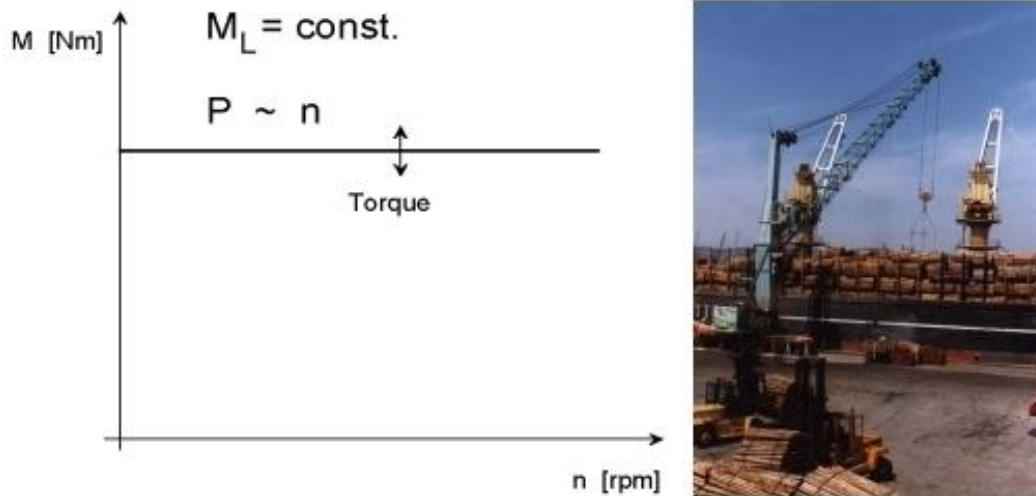 M [Nm]
M_L = const.
P ~ n
Torque
n [rpm]